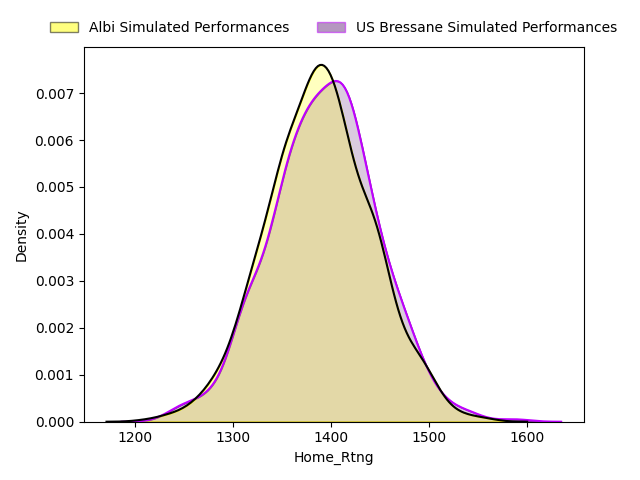 Albi Simulated Performances US Bressane Simulated Performances
0.007
0.006
0.005
0.004
0.003
0.002
0.001
0.000
Density
1200 1300 1400 1500 1600
Home_Rtng